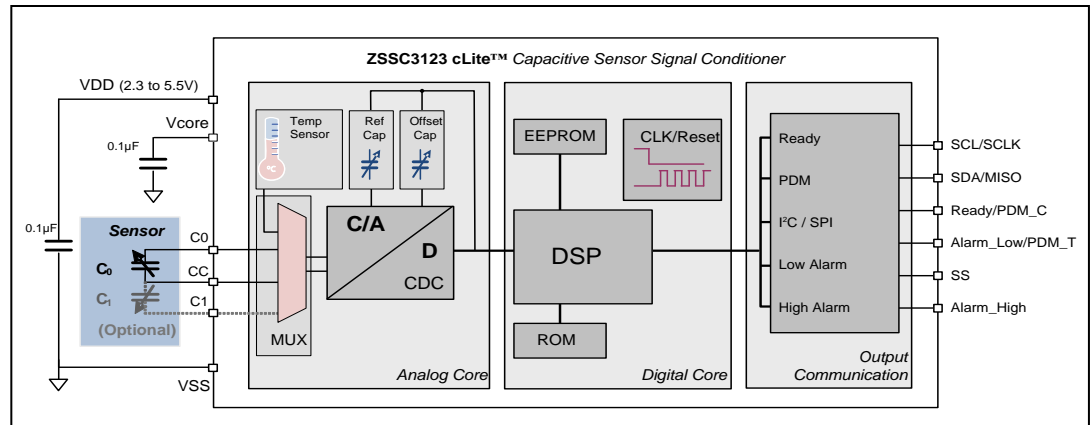 ZSSC3123 cLite™ Capacitive Sensor Signal Conditioner
VDD (2.3 to 5.5V)
Vcore
0.1µF
0.1µF
Sensor
C0
C₀
CC
C₁
C1
(Optional)
VSS
Temp
Sensor
ºC
Ref
Cap
Offset
Cap
C/A
D
CDC
MUX
Analog Core
EEPROM
CLK/Reset
DSP
ROM
Digital Core
Ready
PDM
I²C / SPI
Low Alarm
High Alarm
Output
Communication
SCL/SCLK
SDA/MISO
Ready/PDM_C
Alarm_Low/PDM_T
SS
Alarm_High